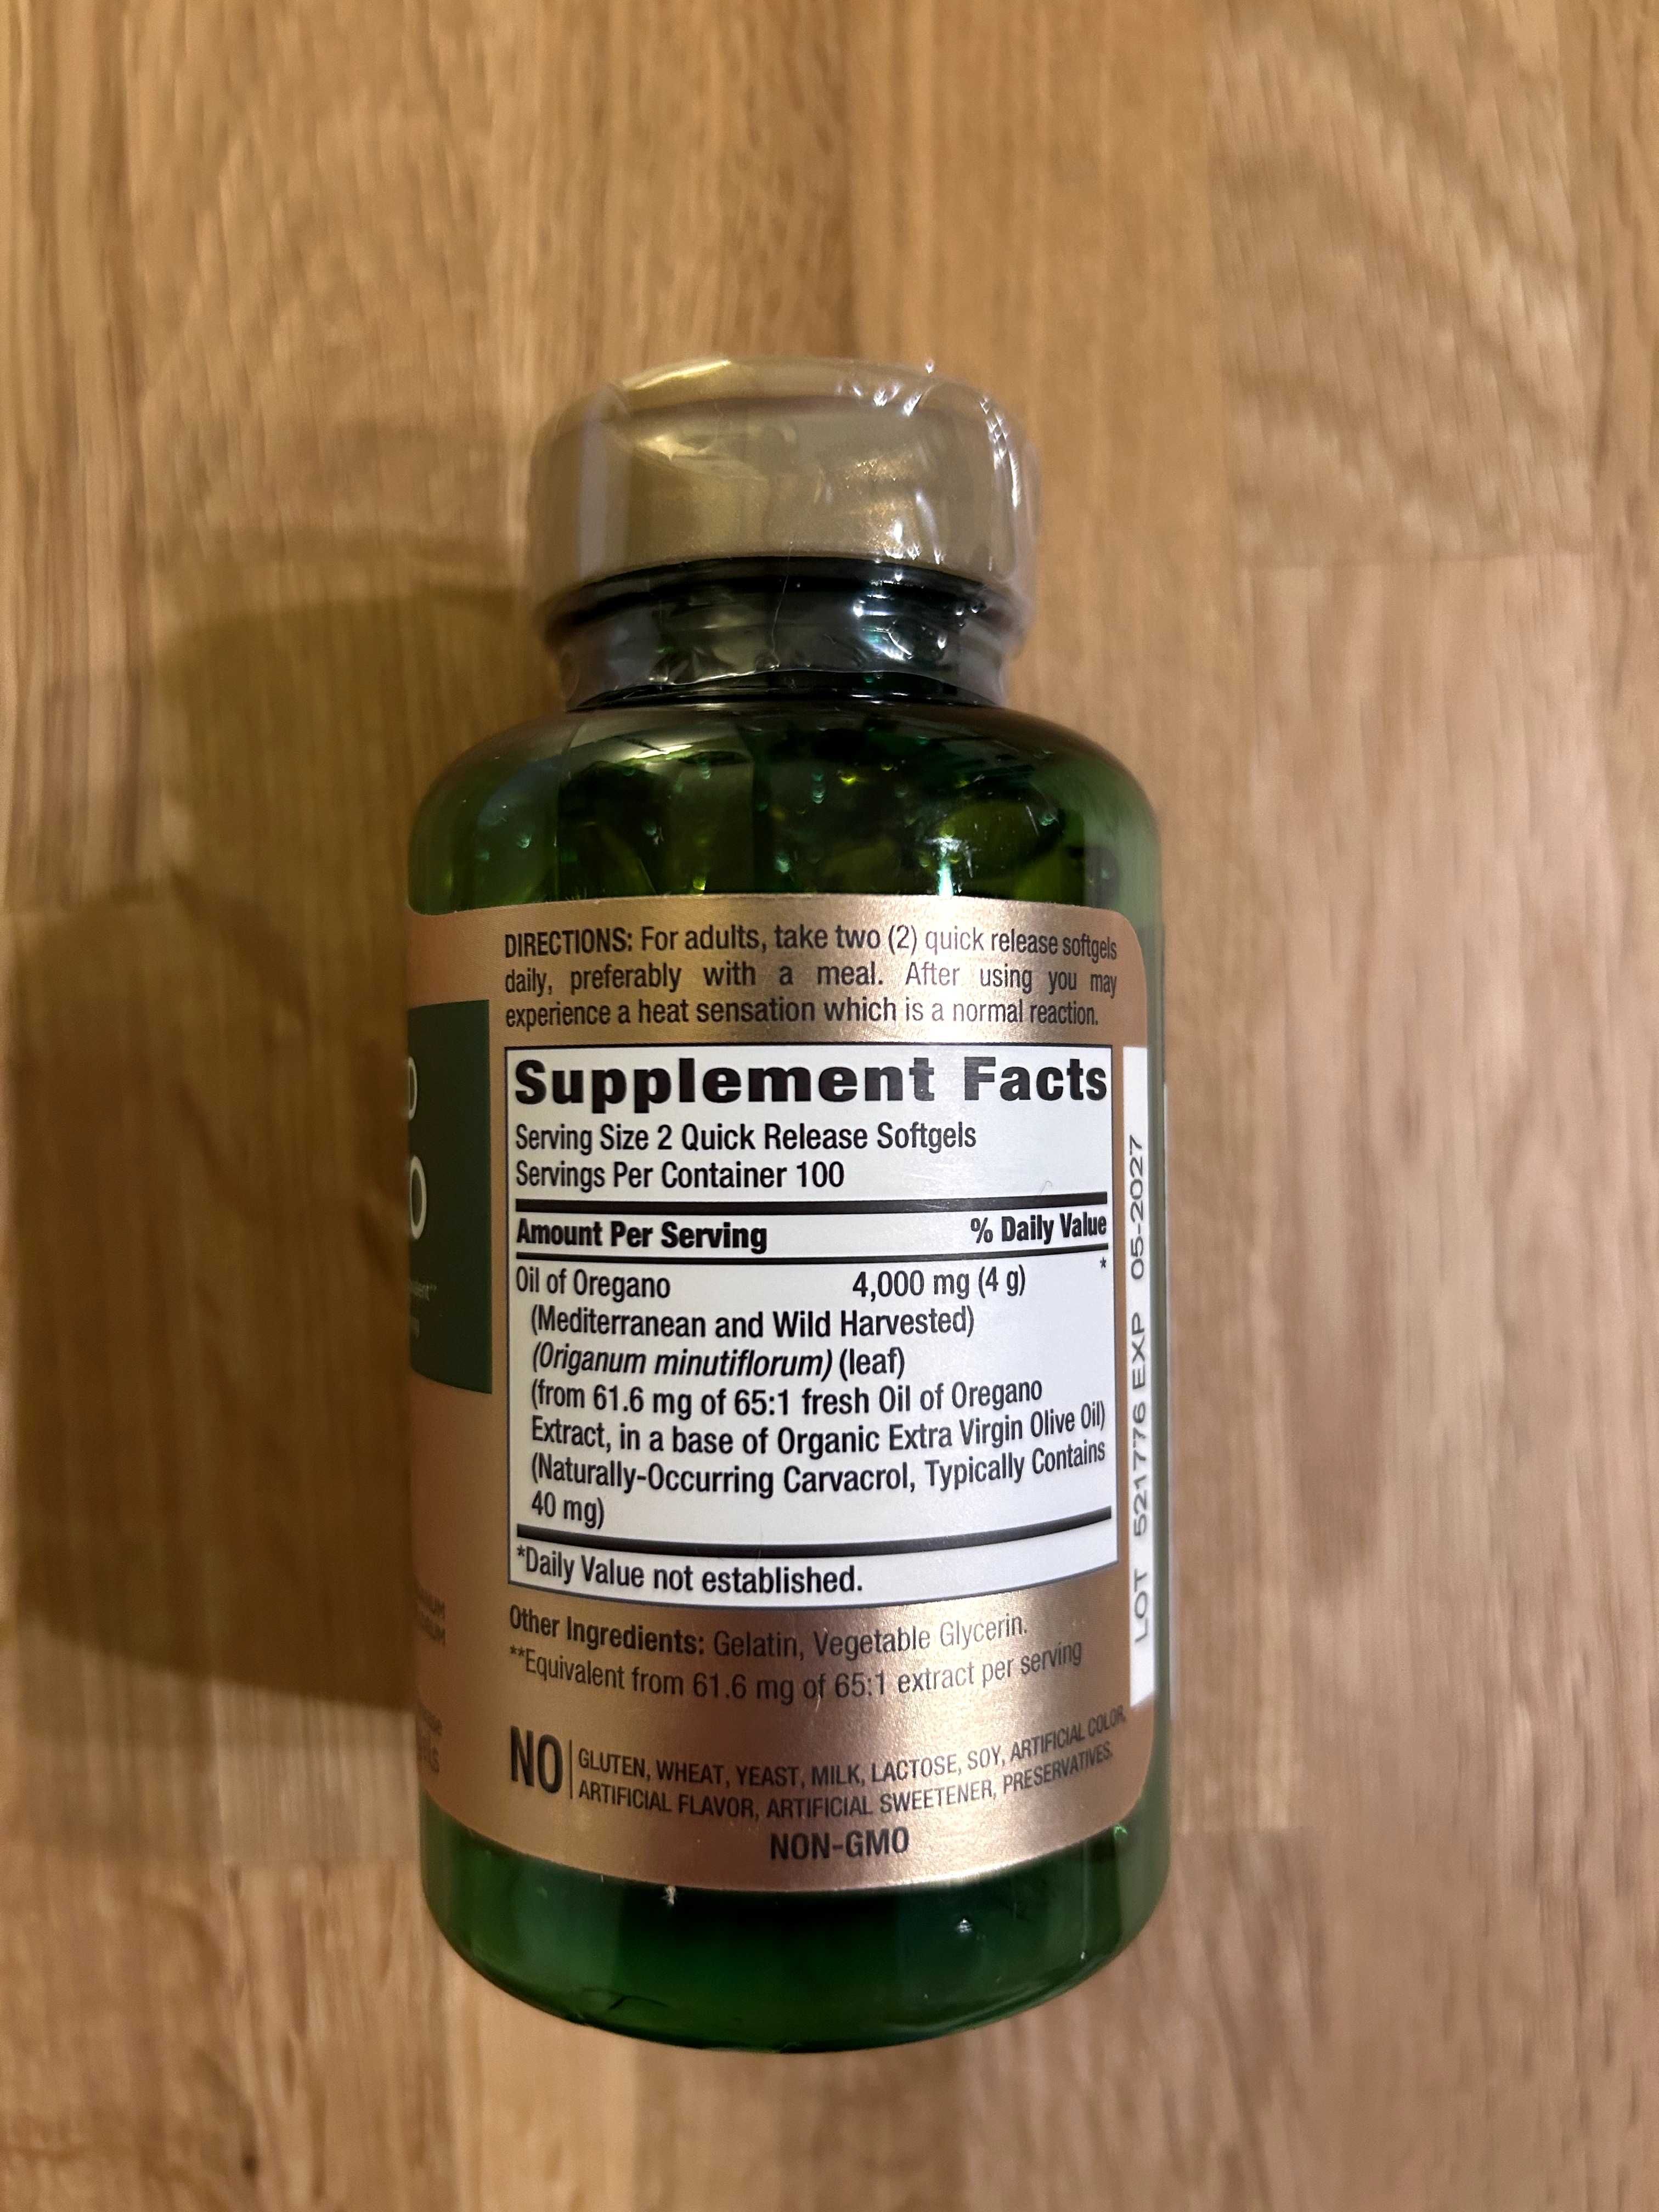 DIRECTIONS: For adults, take two (2) quick release softgels
daily, preferably with a meal. After using you may
experience a heat sensation which is a normal reaction.
Supplement Facts
Serving Size 2 Quick Release Softgels
Servings Per Container 100
Amount Per Serving % Daily Value
Oil of Oregano 4,000 mg (4 g) *
(Mediterranean and Wild Harvested)
(Origanum minutiflorum) (leaf)
(from 61.6 mg of 65:1 fresh Oil of Oregano
Extract, in a base of Organic Extra Virgin Olive Oil)
(Naturally-Occurring Carvacrol, Typically Contains
40 mg)
*Daily Value not established.
Other Ingredients: Gelatin, Vegetable Glycerin.
**Equivalent from 61.6 mg of 65:1 extract per serving
NO GLUTEN, WHEAT, YEAST, MILK, LACTOSE, SOY, ARTIFICIAL COLOR,
ARTIFICIAL FLAVOR, ARTIFICIAL SWEETENER, PRESERVATIVES.
NON-GMO
LOT 521776 EXP 05-2027